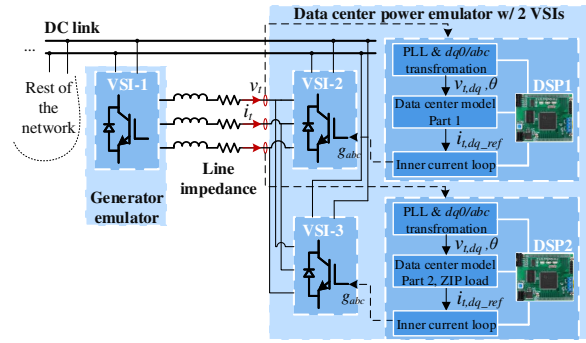 Data center power emulator w/ 2 VSIs
DC link
...
...
Rest of
the
network
VSI-1
Generator
emulator
v_t
i_t
Line
impedance
VSI-2
g_abc
VSI-3
g_abc
PLL & dq0/abc
transfromation
v_t,dq ,θ
Data center model
Part 1
i_t,dq_ref
Inner current loop
DSP1
PLL & dq0/abc
transfromation
v_t,dq ,θ
Data center model
Part 2, ZIP load
i_t,dq_ref
Inner current loop
DSP2